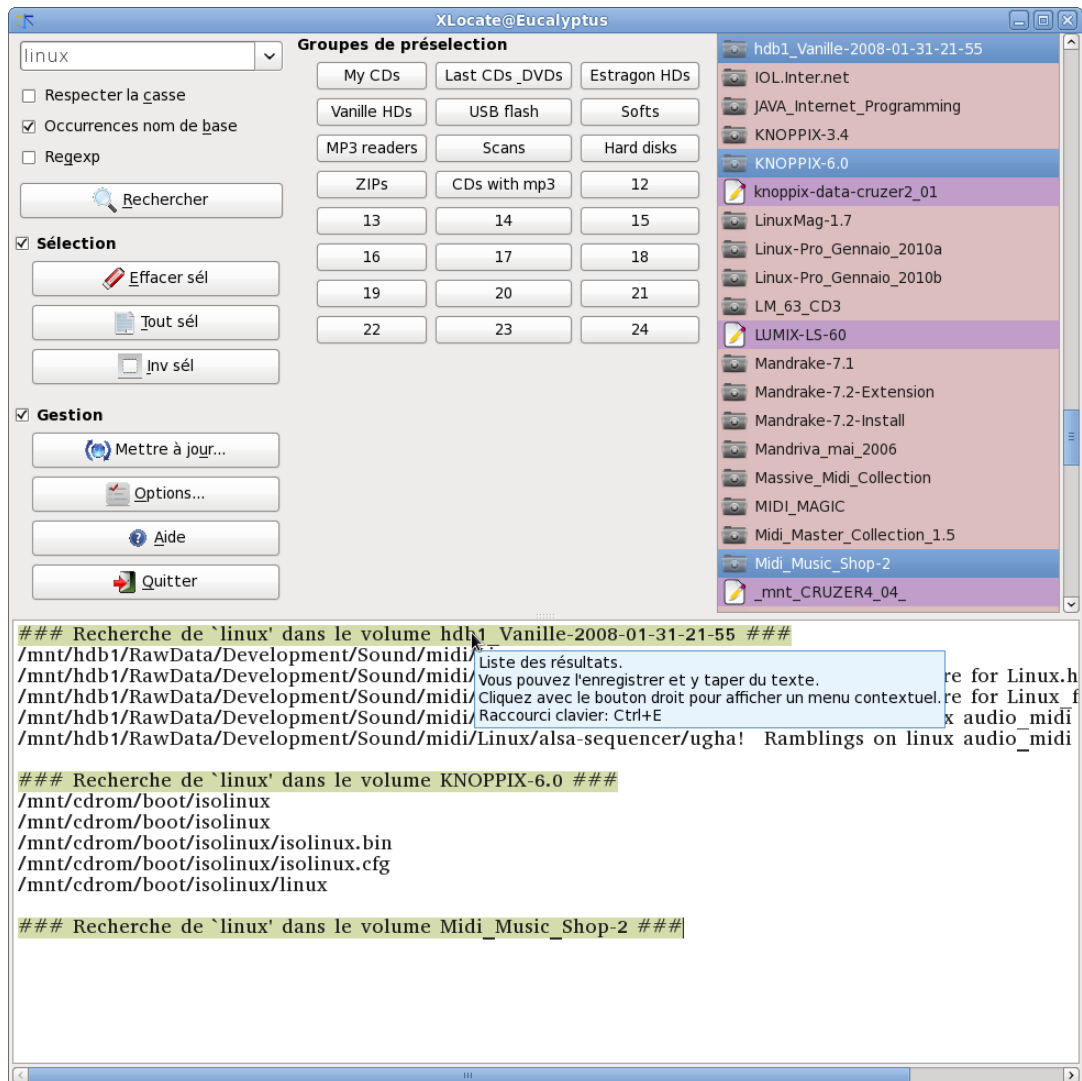 XLocate@Eucalyptus
linux
Respecter la casse
Occurrences nom de base
Regexp
Rechercher
Sélection
Effacer sél
Tout sél
Inv sél
Gestion
Mettre à jour...
Options...
Aide
Quitter
Groupes de préselection
My CDs Last CDs_DVDs Estragon HDs
Vanille HDs USB flash Softs
MP3 readers Scans Hard disks
ZIPs CDs with mp3 12
13 14 15
16 17 18
19 20 21
22 23 24
hdb1_Vanille-2008-01-31-21-55
IOL.Inter.net
JAVA_Internet_Programming
KNOPPIX-3.4
KNOPPIX-6.0
knoppix-data-cruzer2_01
LinuxMag-1.7
Linux-Pro_Gennaio_2010a
Linux-Pro_Gennaio_2010b
LM_63_CD3
LUMIX-LS-60
Mandrake-7.1
Mandrake-7.2-Extension
Mandrake-7.2-Install
Mandriva_mai_2006
Massive_Midi_Collection
MIDI_MAGIC
Midi_Master_Collection_1.5
Midi_Music_Shop-2
_mnt_CRUZER4_04_
### Recherche de `linux' dans le volume hdb1_Vanille-2008-01-31-21-55 ###
/mnt/hdb1/RawData/Development/Sound/midi/
/mnt/hdb1/RawData/Development/Sound/midi/ re for Linux.h
/mnt/hdb1/RawData/Development/Sound/midi/ re for Linux_f
/mnt/hdb1/RawData/Development/Sound/midi/ x audio_midi
/mnt/hdb1/RawData/Development/Sound/midi/Linux/alsa-sequencer/ugha! Ramblings on linux audio_midi
Liste des résultats.
Vous pouvez l'enregistrer et y taper du texte.
Cliquez avec le bouton droit pour afficher un menu contextuel.
Raccourci clavier: Ctrl+E
### Recherche de `linux' dans le volume KNOPPIX-6.0 ###
/mnt/cdrom/boot/isolinux
/mnt/cdrom/boot/isolinux
/mnt/cdrom/boot/isolinux/isolinux.bin
/mnt/cdrom/boot/isolinux/isolinux.cfg
/mnt/cdrom/boot/isolinux/linux
### Recherche de `linux' dans le volume Midi_Music_Shop-2 ###